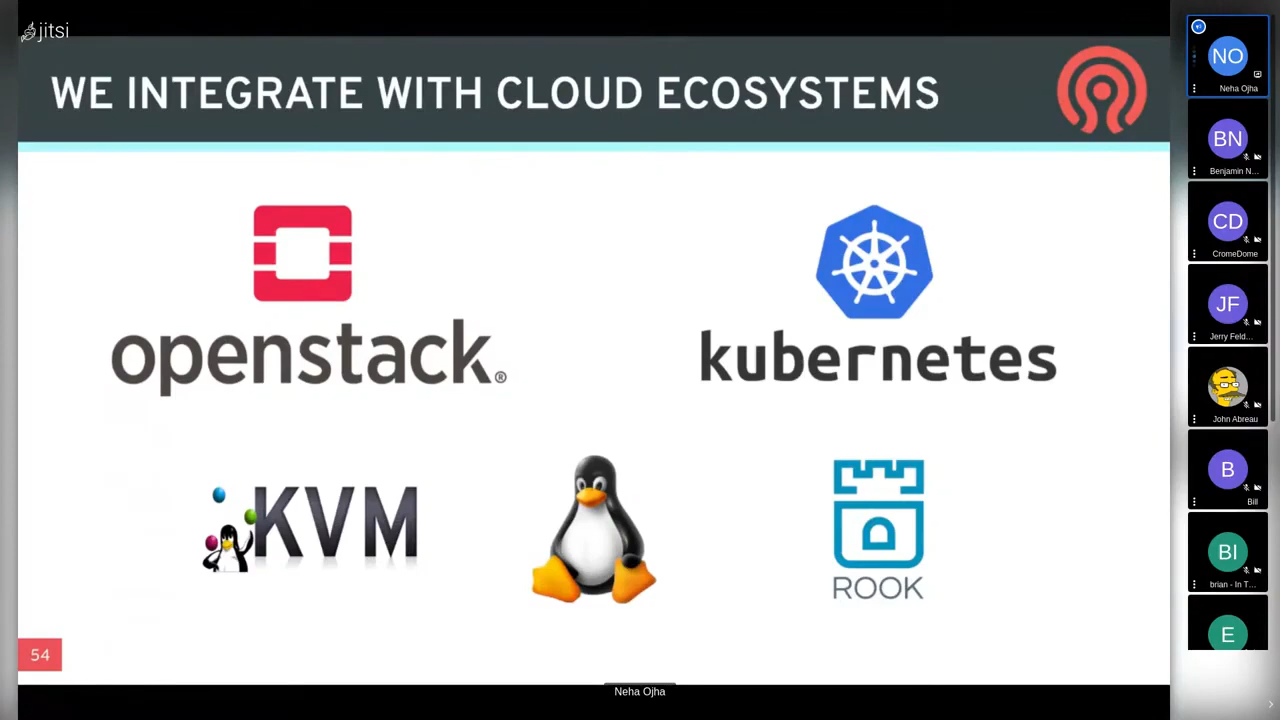 jitsi
WE INTEGRATE WITH CLOUD ECOSYSTEMS
openstack®
kubernetes
KVM
ROOK
54
Neha Ojha
NO
Neha Ojha
BN
Benjamin N...
CD
CromeDome
JF
Jerry Feld...
John Abreau
B
Bill
BI
brian - In T...
E